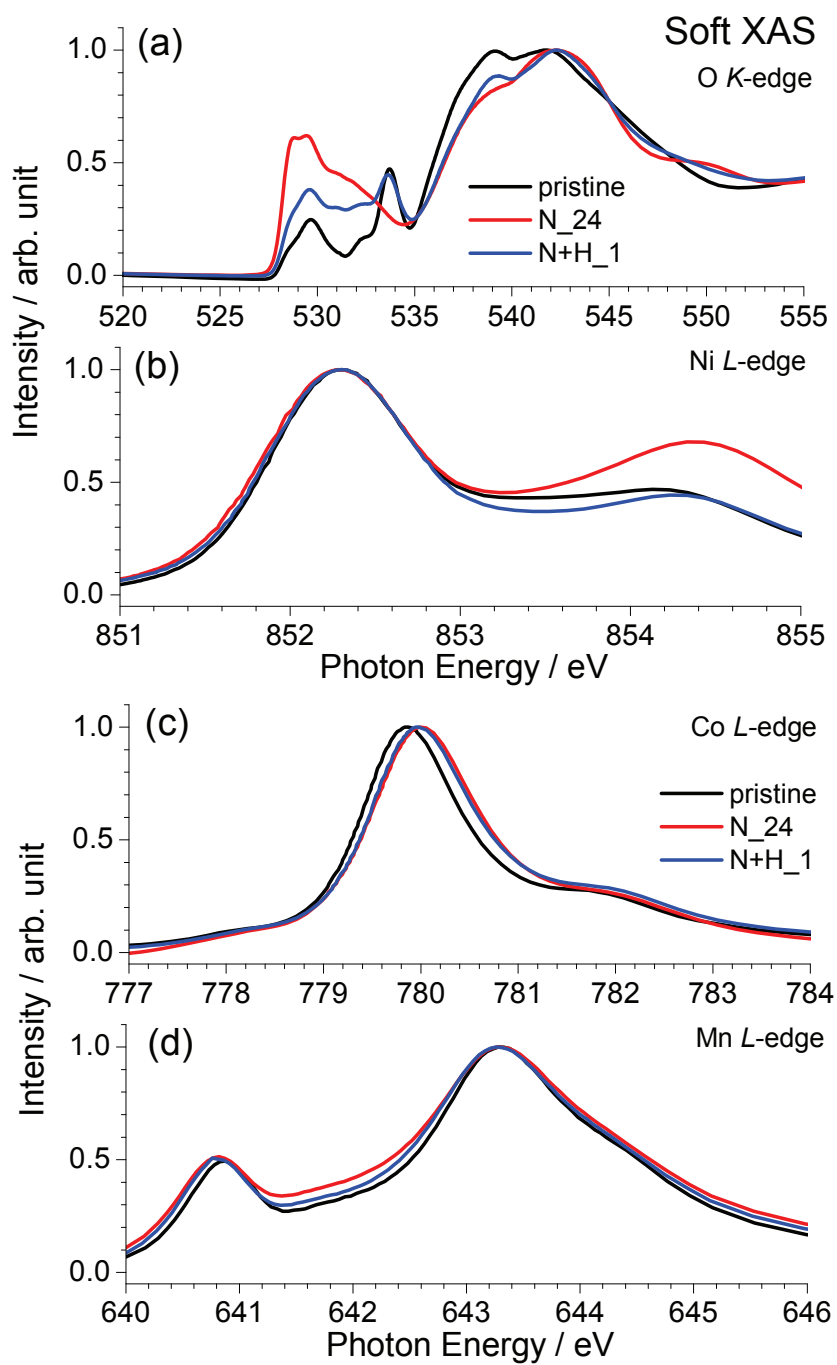 Soft XAS
(a)
O K-edge
1.0
0.5
0.0
pristine
N_24
N+H_1
520 525 530 535 540 545 550 555
Intensity / arb. unit
(b)
Ni L-edge
1.0
0.5
0.0
851 852 853 854 855
Photon Energy / eV
(c)
Co L-edge
1.0
0.5
0.0
pristine
N_24
N+H_1
777 778 779 780 781 782 783 784
Intensity / arb. unit
(d)
Mn L-edge
1.0
0.5
0.0
640 641 642 643 644 645 646
Photon Energy / eV